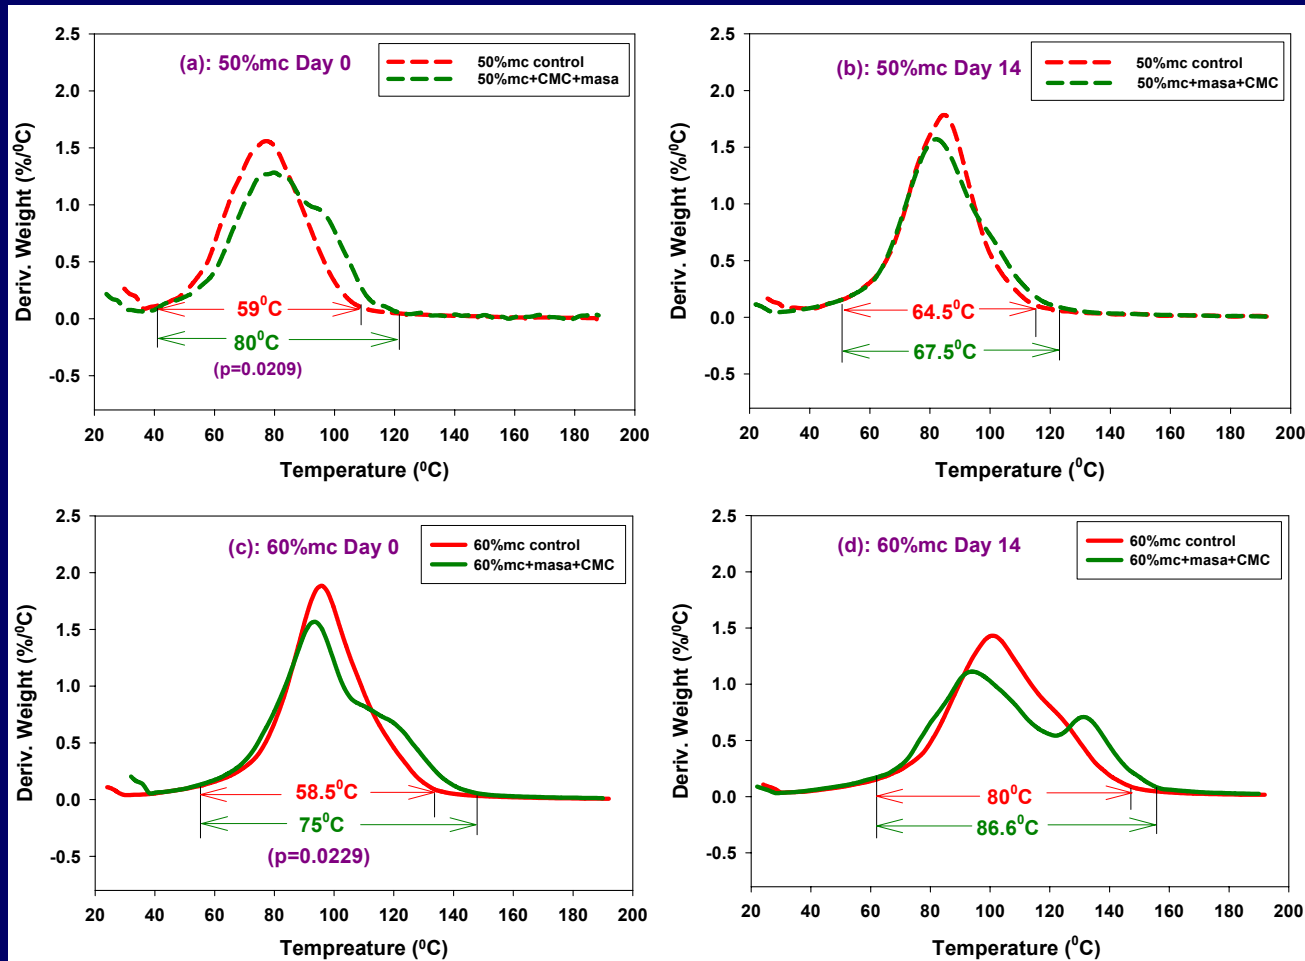 (a): 50%mc Day 0
50%mc control
50%mc+CMC+masa
Deriv. Weight (%/⁰C)
2.5
2.0
1.5
1.0
0.5
0.0
-0.5
59⁰C
80⁰C
(p=0.0209)
20 40 60 80 100 120 140 160 180 200
Temperature (⁰C)
(b): 50%mc Day 14
50%mc control
50%mc+masa+CMC
Deriv. Weight (%/⁰C)
2.5
2.0
1.5
1.0
0.5
0.0
-0.5
64.5⁰C
67.5⁰C
20 40 60 80 100 120 140 160 180 200
Temperature (⁰C)
(c): 60%mc Day 0
60%mc control
60%mc+masa+CMC
Deriv. Weight (%/⁰C)
2.5
2.0
1.5
1.0
0.5
0.0
-0.5
58.5⁰C
75⁰C
(p=0.0229)
20 40 60 80 100 120 140 160 180 200
Tempreature (⁰C)
(d): 60%mc Day 14
60%mc control
60%mc+masa+CMC
Deriv. Weight (%/⁰C)
2.5
2.0
1.5
1.0
0.5
0.0
-0.5
80⁰C
86.6⁰C
20 40 60 80 100 120 140 160 180 200
Temperature (⁰C)